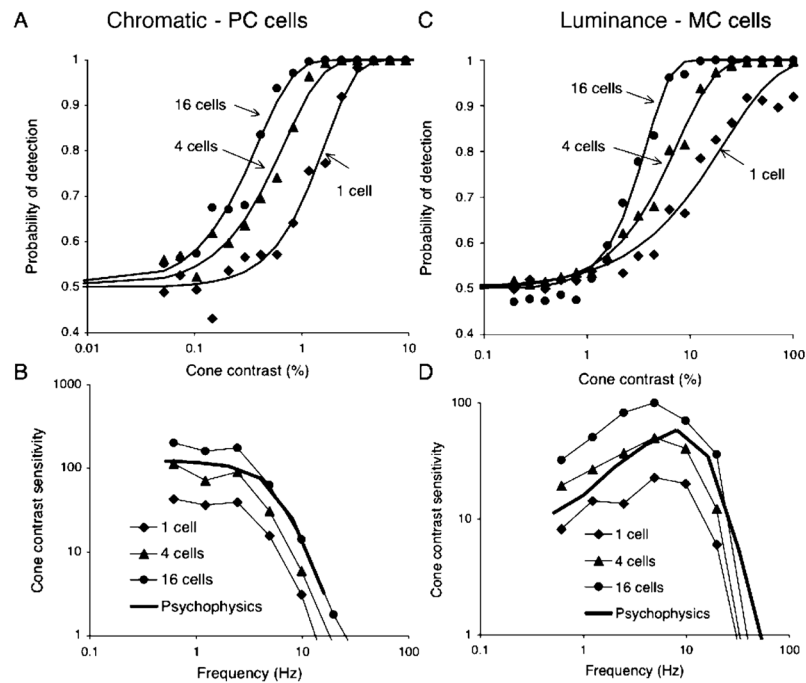 A
Chromatic - PC cells
C
Luminance - MC cells
Probability of detection
1
0.9
0.8
0.7
0.6
0.5
0.4
16 cells
4 cells
1 cell
0.01
0.1
1
10
Cone contrast (%)
Probability of detection
1
0.9
0.8
0.7
0.6
0.5
0.4
16 cells
4 cells
1 cell
0.1
1
10
100
Cone contrast (%)
B
Cone contrast sensitivity
1000
100
10
1
1 cell
4 cells
16 cells
Psychophysics
0.1
1
10
100
Frequency (Hz)
D
Cone contrast sensitivity
100
10
1
1 cell
4 cells
16 cells
Psychophysics
0.1
1
10
100
Frequency (Hz)